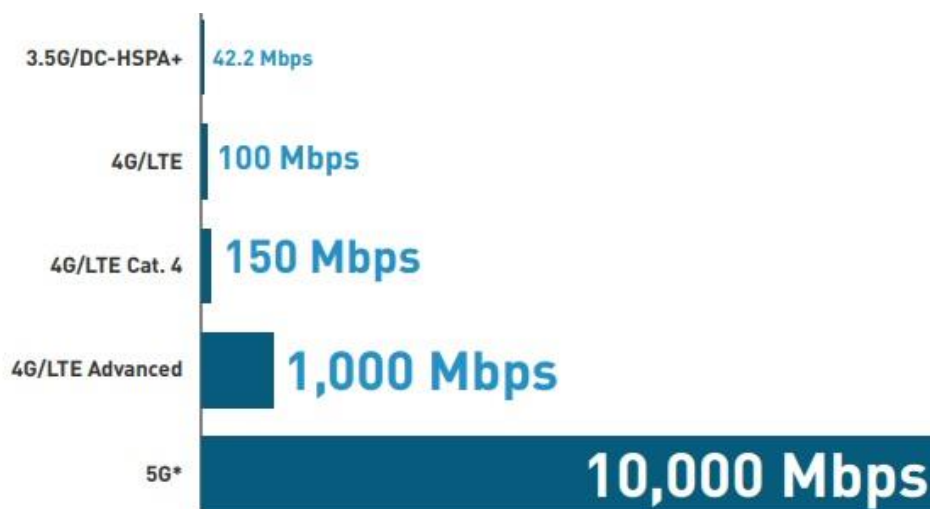 3.5G/DC-HSPA+ 42.2 Mbps
4G/LTE 100 Mbps
4G/LTE Cat. 4 150 Mbps
4G/LTE Advanced 1,000 Mbps
5G* 10,000 Mbps